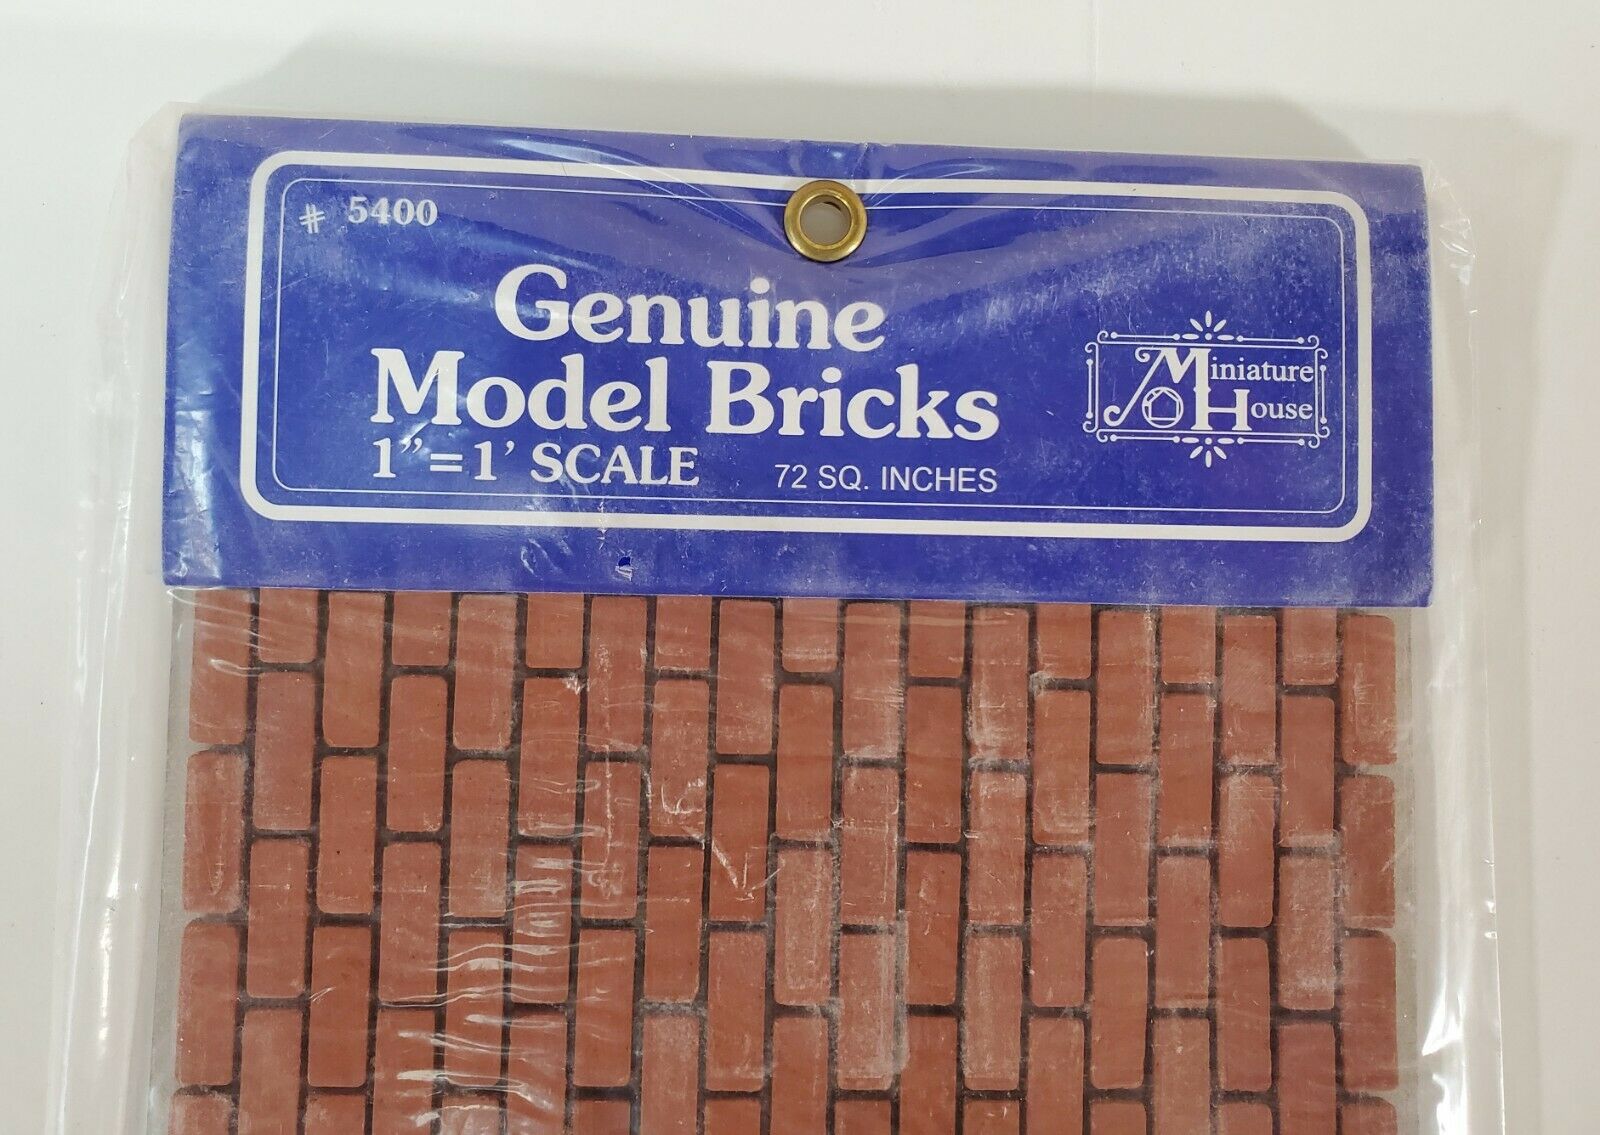 # 5400
Genuine
Model Bricks
1"=1' SCALE
72 SQ. INCHES
Miniature
House